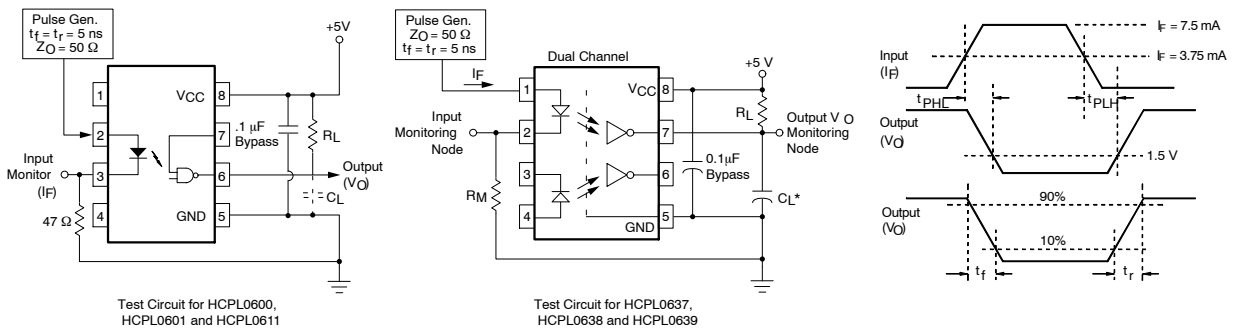 Pulse Gen.
tf = tr = 5 ns
ZO = 50 Ω
+5V
1
VCC 8
2
7
.1 µF
Bypass
RL
Input
Monitor
(IF)
3
6
Output
(VO)
CL
47 Ω
4
GND 5
Test Circuit for HCPL0600,
HCPL0601 and HCPL0611
Pulse Gen.
ZO = 50 Ω
tf = tr = 5 ns
Dual Channel
IF
+5 V
1
VCC 8
RL
Input
Monitoring
Node
2
7
Output VO
Monitoring
Node
3
6
0.1µF
Bypass
RM
CL*
4
GND
5
Test Circuit for HCPL0637,
HCPL0638 and HCPL0639
IF = 7.5 mA
Input
(IF)
IF = 3.75 mA
tPHL
tPLH
Output
(VO)
1.5 V
90%
Output
(VO)
10%
tf
tr